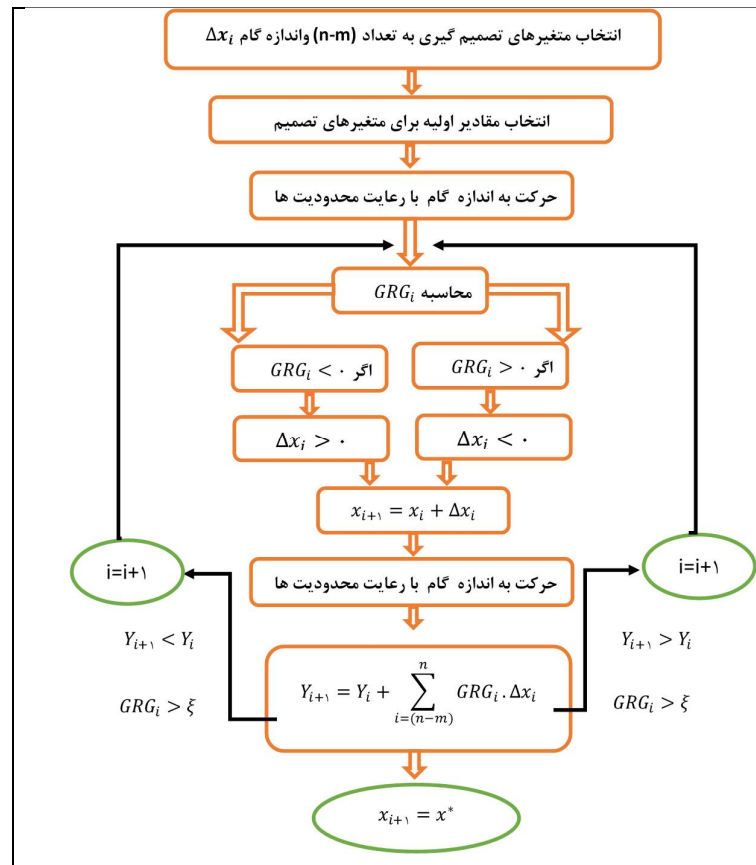 انتخاب متغیرهای تصمیم گیری به تعداد (n-m) واندازه گام Δx_i
انتخاب مقادیر اولیه برای متغیرهای تصمیم
حرکت به اندازه گام با رعایت محدودیت ها
محاسبه GRG_i
اگر GRG_i > ۰
اگر GRG_i < ۰
Δx_i < ۰
Δx_i > ۰
x_{i+۱} = x_i + Δx_i
i=i+۱
i=i+۱
حرکت به اندازه گام با رعایت محدودیت ها
Y_{i+۱} > Y_i
GRG_i > ξ
Y_{i+۱} < Y_i
GRG_i > ξ
Y_{i+۱} = Y_i + ∑_{i=(n−m)}^{n} GRG_i . Δx_i
x_{i+۱} = x^*